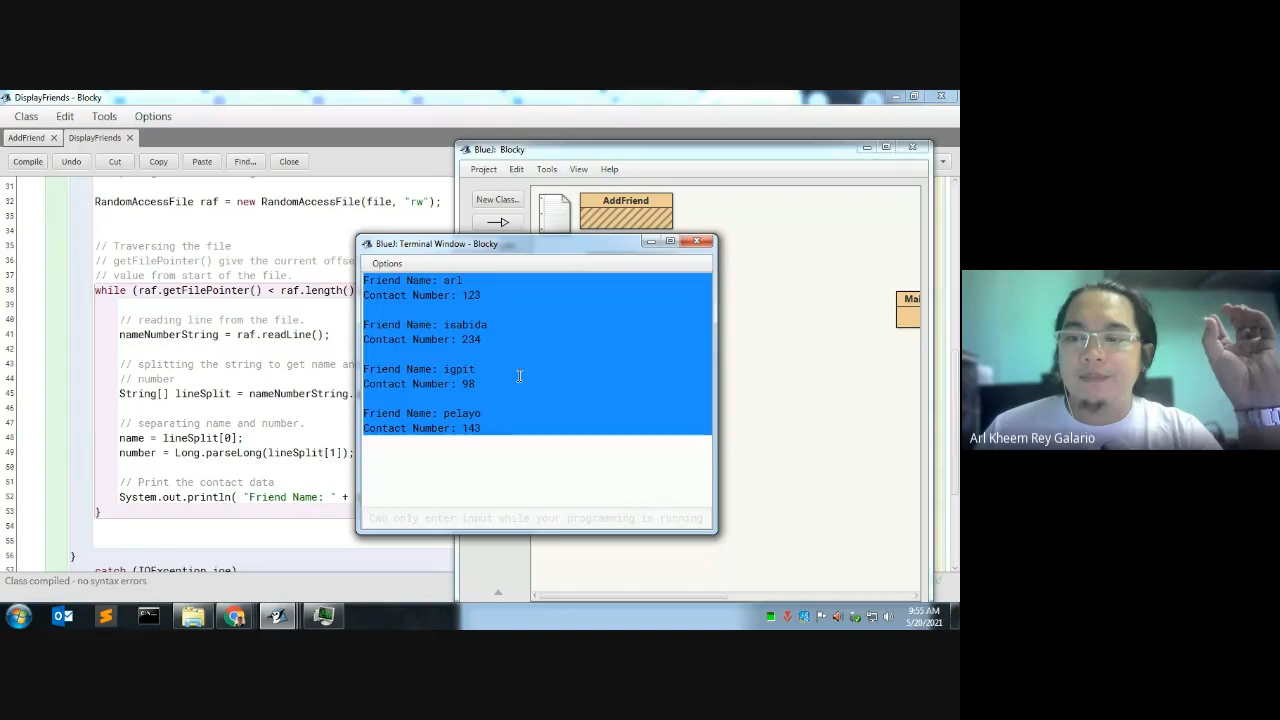 DisplayFriends - Blocky
Class Edit Tools Options
AddFriend DisplayFriends
Compile Undo Cut Copy Paste Find... Close
31
32 RandomAccessFile raf = new RandomAccessFile(file, "rw");
33
34
35 // Traversing the file
36 // getFilePointer() give the current offse
37 // value from start of the file.
38 while (raf.getFilePointer() < raf.length()
39
40 // reading line from the file.
41 nameNumberString = raf.readLine();
42
43 // splitting the string to get name an
44 // number
45 String[] lineSplit = nameNumberString.
46
47 // separating name and number.
48 name = lineSplit[0];
49 number = Long.parseLong(lineSplit[1]);
50
51 // Print the contact data
52 System.out.println( "Friend Name: " +
53 }
54
55
56 }
57 catch (IOException ioe)
Class compiled - no syntax errors
BlueJ: Blocky
Project Edit Tools View Help
New Class...
AddFriend
Mai
BlueJ: Terminal Window - Blocky
Options
Friend Name: arl
Contact Number: 123
Friend Name: isabida
Contact Number: 234
Friend Name: igpit
Contact Number: 98
Friend Name: pelayo
Contact Number: 143
Can only enter input while your programming is running
9:55 AM
5/20/2021
Arl Kheem Rey Galario